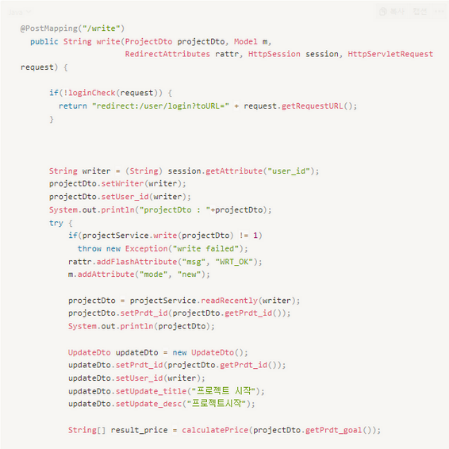 @PostMapping("/write")
public String write(ProjectDto projectDto, Model m,
RedirectAttributes rattr, HttpSession session, HttpServletRequest
request) {
if(!loginCheck(request)) {
return "redirect:/user/login?toURL=" + request.getRequestURL();
}
String writer = (String) session.getAttribute("user_id");
projectDto.setWriter(writer);
projectDto.setUser_id(writer);
System.out.println("projectDto : "+projectDto);
try {
if(projectService.write(projectDto) != 1)
throw new Exception("write failed");
rattr.addFlashAttribute("msg", "WRT_OK");
m.addAttribute("mode", "new");
projectDto = projectService.readRecently(writer);
projectDto.setPrdt_id(projectDto.getPrdt_id());
System.out.println(projectDto);
UpdateDto updateDto = new UpdateDto();
updateDto.setPrdt_id(projectDto.getPrdt_id());
updateDto.setUser_id(writer);
updateDto.setUpdate_title("프로젝트 시작");
updateDto.setUpdate_desc("프로젝트시작");
String[] result_price = calculatePrice(projectDto.getPrdt_goal());